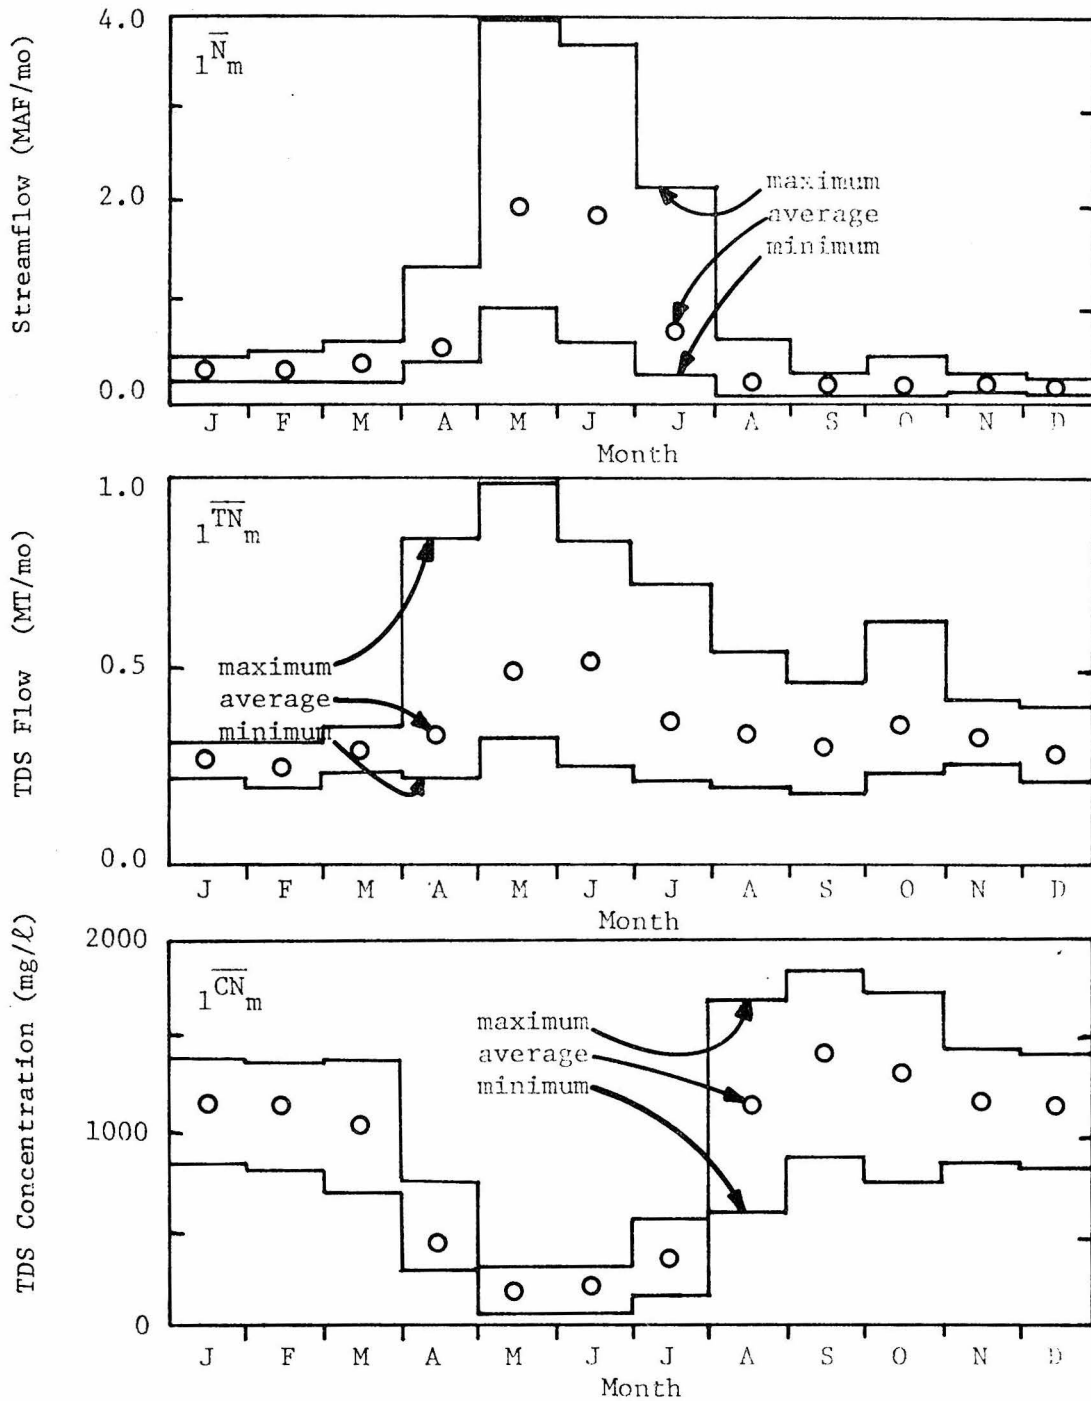 Streamflow (MAF/mo)
4.0
2.0
0.0
1N̅m
maximum
average
minimum
J F M A M J J A S O N D
Month
TDS Flow (MT/mo)
1.0
0.5
0.0
1T̅N̅m
maximum
average
minimum
J F M A M J J A S O N D
Month
TDS Concentration (mg/ℓ)
2000
1000
0
1C̅N̅m
maximum
average
minimum
J F M A M J J A S O N D
Month